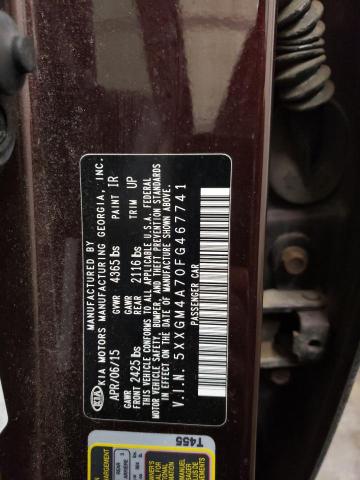 KIA
MANUFACTURED BY
KIA MOTORS MANUFACTURING GEORGIA, INC.
APR/06/15 GVWR 4365 lbs PAINT IR
GAWR FRONT 2425 lbs GAWR REAR 2116 lbs TRIM UP
THIS VEHICLE CONFORMS TO ALL APPLICABLE U.S.A. FEDERAL
MOTOR VEHICLE SAFETY, BUMPER, AND THEFT PREVENTION
STANDARDS IN EFFECT ON THE DATE OF MANUFACTURE SHOWN ABOVE.
V.I.N. 5XXGM4A70FG467741
PASSENGER CAR
T455